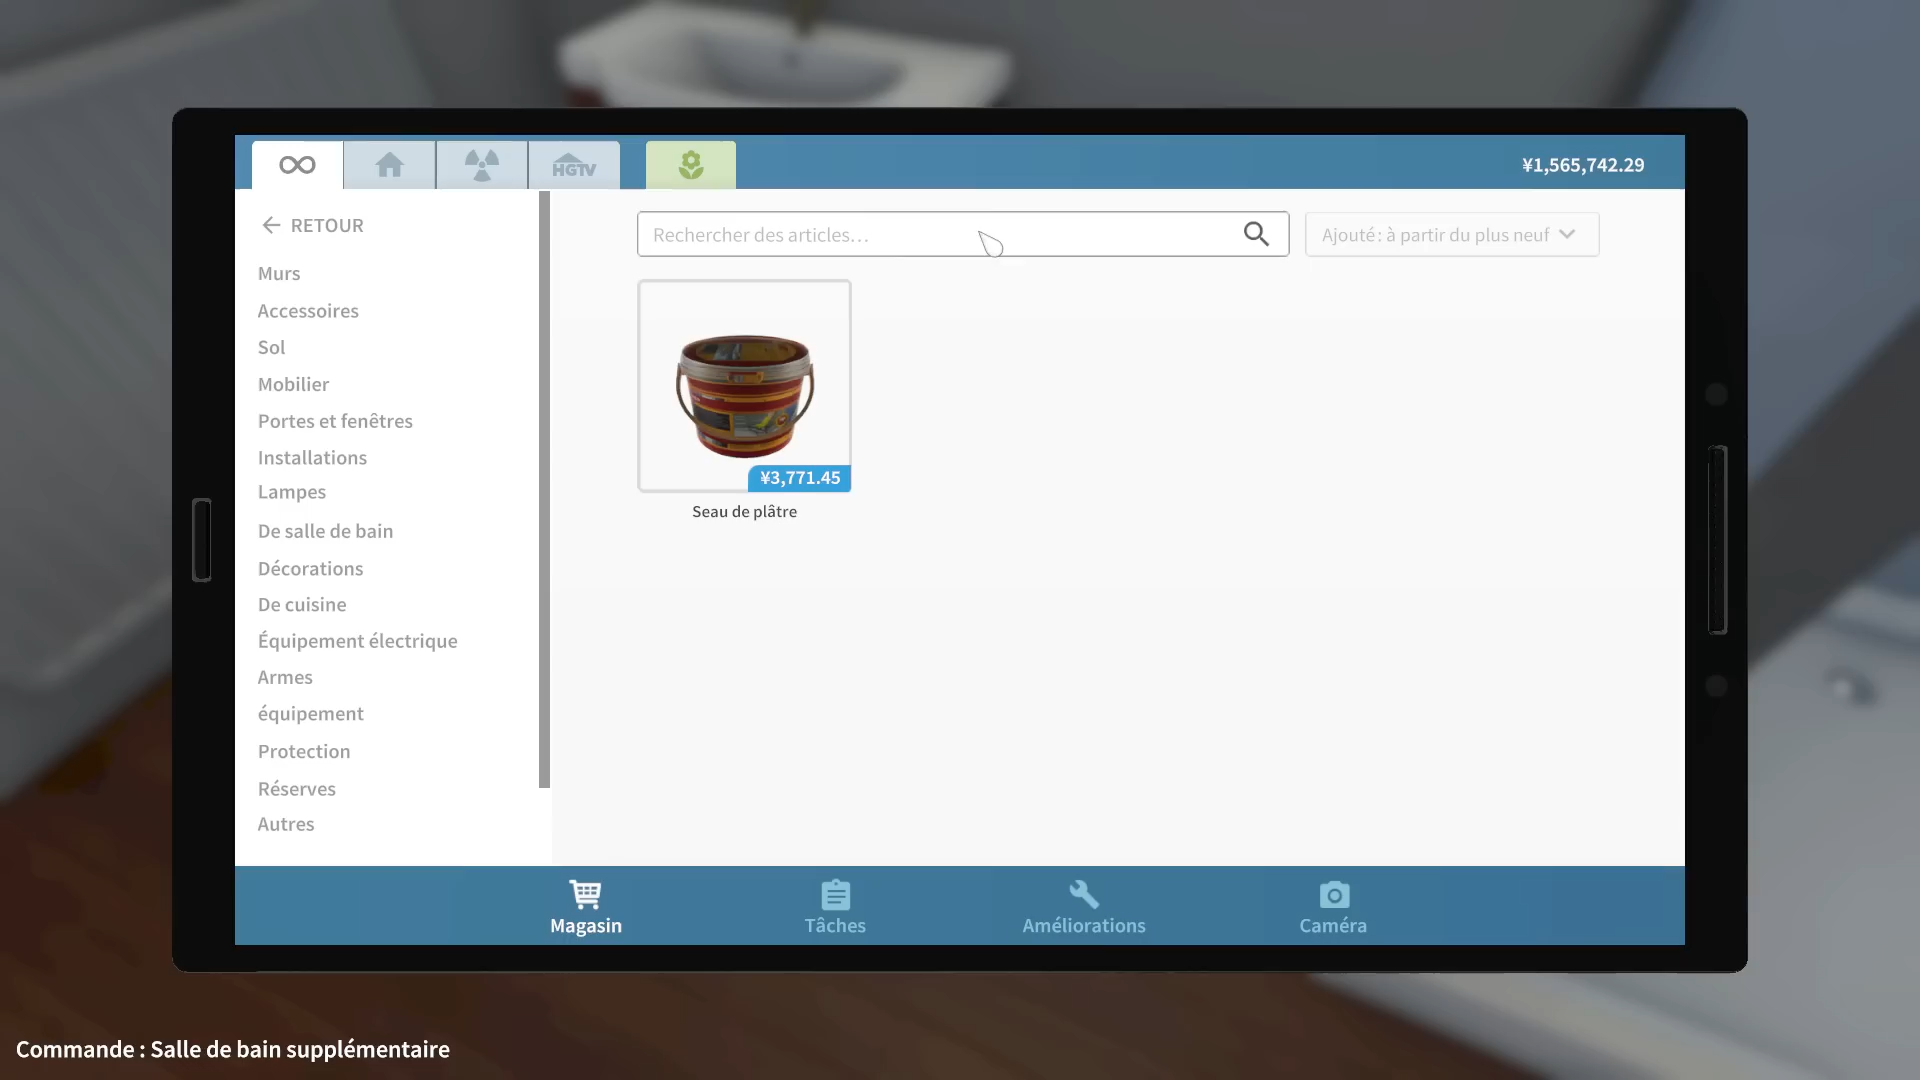 HGTV
¥1,565,742.29
RETOUR
Rechercher des articles…
Ajouté : à partir du plus neuf
Murs
Accessoires
Sol
Mobilier
Portes et fenêtres
Installations
Lampes
De salle de bain
Décorations
De cuisine
Équipement électrique
Armes
équipement
Protection
Réserves
Autres
¥3,771.45
Seau de plâtre
Magasin
Tâches
Améliorations
Caméra
Commande : Salle de bain supplémentaire